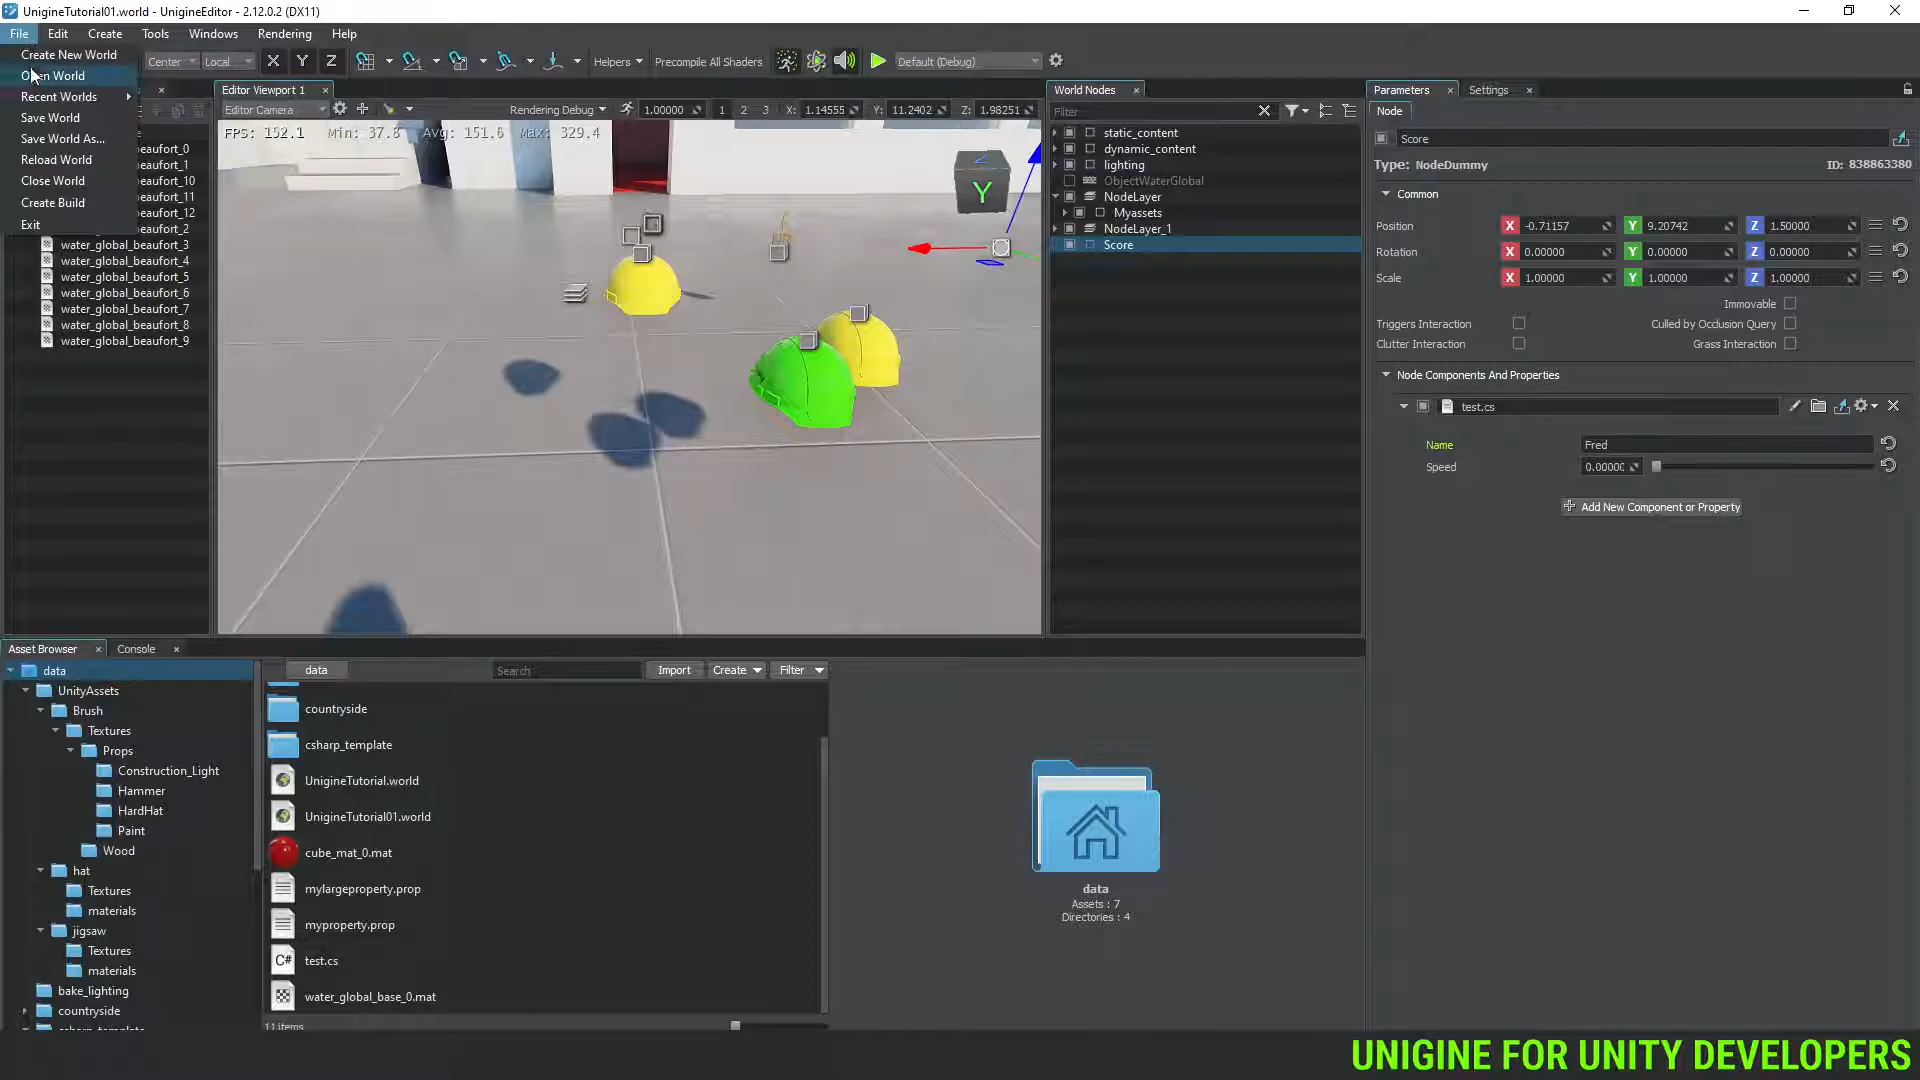 UnigineTutorial01.world - UnigineEditor - 2.12.0.2 (DX11)
File Edit Create Tools Windows Rendering Help
Create New World
Open World
Recent Worlds
Save World
Save World As...
Reload World
Close World
Create Build
Exit
Center Local X Y Z Helpers Precompile All Shaders Default (Debug)
Editor Viewport 1
Editor Camera Rendering Debug 1.00000 1 2 3 X: 1.14555 Y: 11.2402 Z: 1.98251
FPS: 152.1 Min: 37.8 Avg: 151.6 Max: 329.4
Z
Y
eaufort_0
eaufort_1
eaufort_10
eaufort_11
eaufort_12
eaufort_2
water_global_beaufort_3
water_global_beaufort_4
water_global_beaufort_5
water_global_beaufort_6
water_global_beaufort_7
water_global_beaufort_8
water_global_beaufort_9
World Nodes
Filter
static_content
dynamic_content
lighting
ObjectWaterGlobal
NodeLayer
Myassets
NodeLayer_1
Score
Parameters Settings
Node
Score
Type: NodeDummy ID: 838863380
Common
Position X -0.71157 Y 9.20742 Z 1.50000
Rotation X 0.00000 Y 0.00000 Z 0.00000
Scale X 1.00000 Y 1.00000 Z 1.00000
Immovable
Triggers Interaction Culled by Occlusion Query
Clutter Interaction Grass Interaction
Node Components And Properties
test.cs
Name Fred
Speed 0.0000
Add New Component or Property
Asset Browser Console
data
UnityAssets
Brush
Textures
Props
Construction_Light
Hammer
HardHat
Paint
Wood
hat
Textures
materials
jigsaw
Textures
materials
bake_lighting
countryside
data Search Import Create Filter
countryside
csharp_template
UnigineTutorial.world
UnigineTutorial01.world
cube_mat_0.mat
mylargeproperty.prop
myproperty.prop
C# test.cs
water_global_base_0.mat
11 items
data
Assets : 7
Directories : 4
UNIGINE FOR UNITY DEVELOPERS